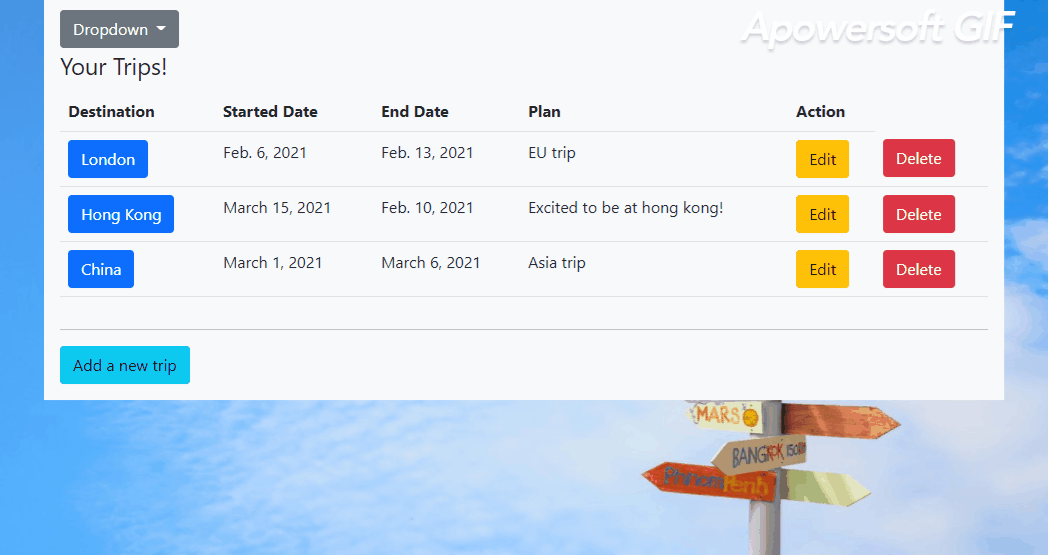 Dropdown
Apowersoft GIF
Your Trips!
Destination Started Date End Date Plan Action
London Feb. 6, 2021 Feb. 13, 2021 EU trip Edit Delete
Hong Kong March 15, 2021 Feb. 10, 2021 Excited to be at hong kong! Edit Delete
China March 1, 2021 March 6, 2021 Asia trip Edit Delete
Add a new trip
MARS
BANGKOK 150
Phnom Penh